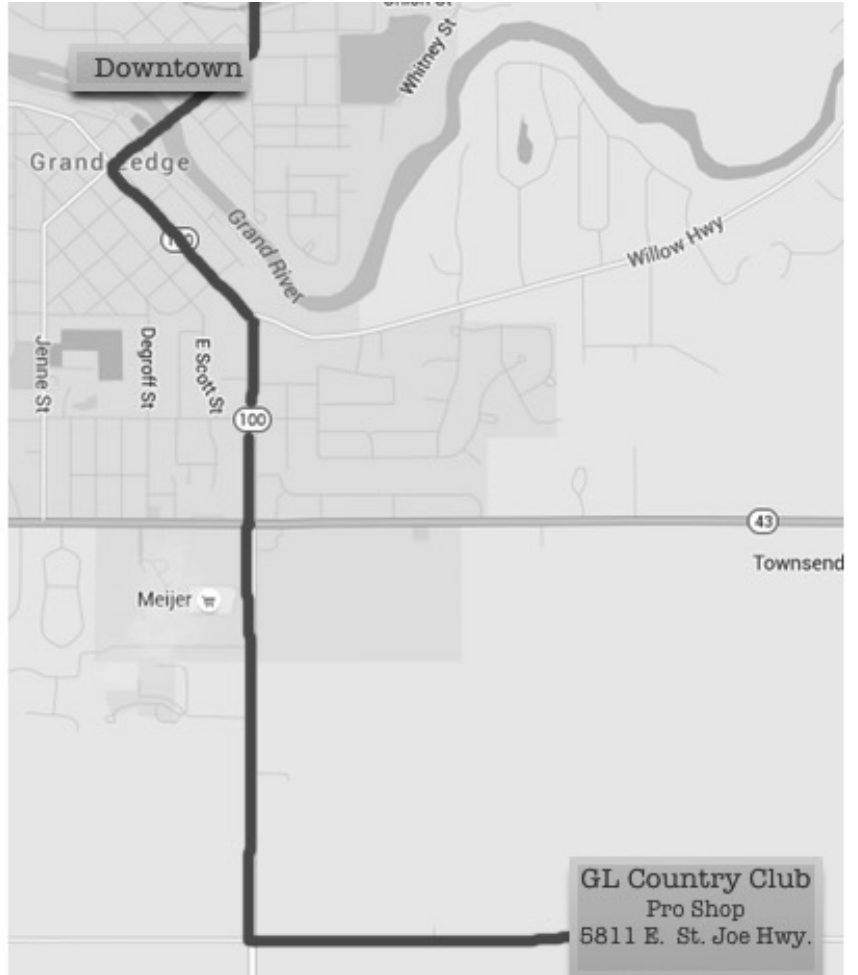 Whitney St
Downtown
Grand Ledge
100
Grand River
Willow Hwy
Jenne St
Degroff St
E Scott St
100
43
Townsend
Meijer
GL Country Club
Pro Shop
5811 E. St. Joe Hwy.